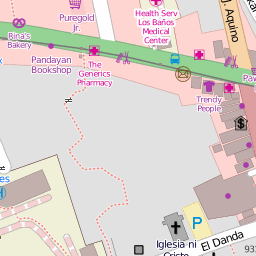 Puregold
Jr.
Rina's
Bakery
Health Serv
Los Baños
Medical
Center
J. Aquino
Pandayan
Bookshop
The
Generics
Pharmacy
Trendy
People
Iglesia ni
El Danda
P